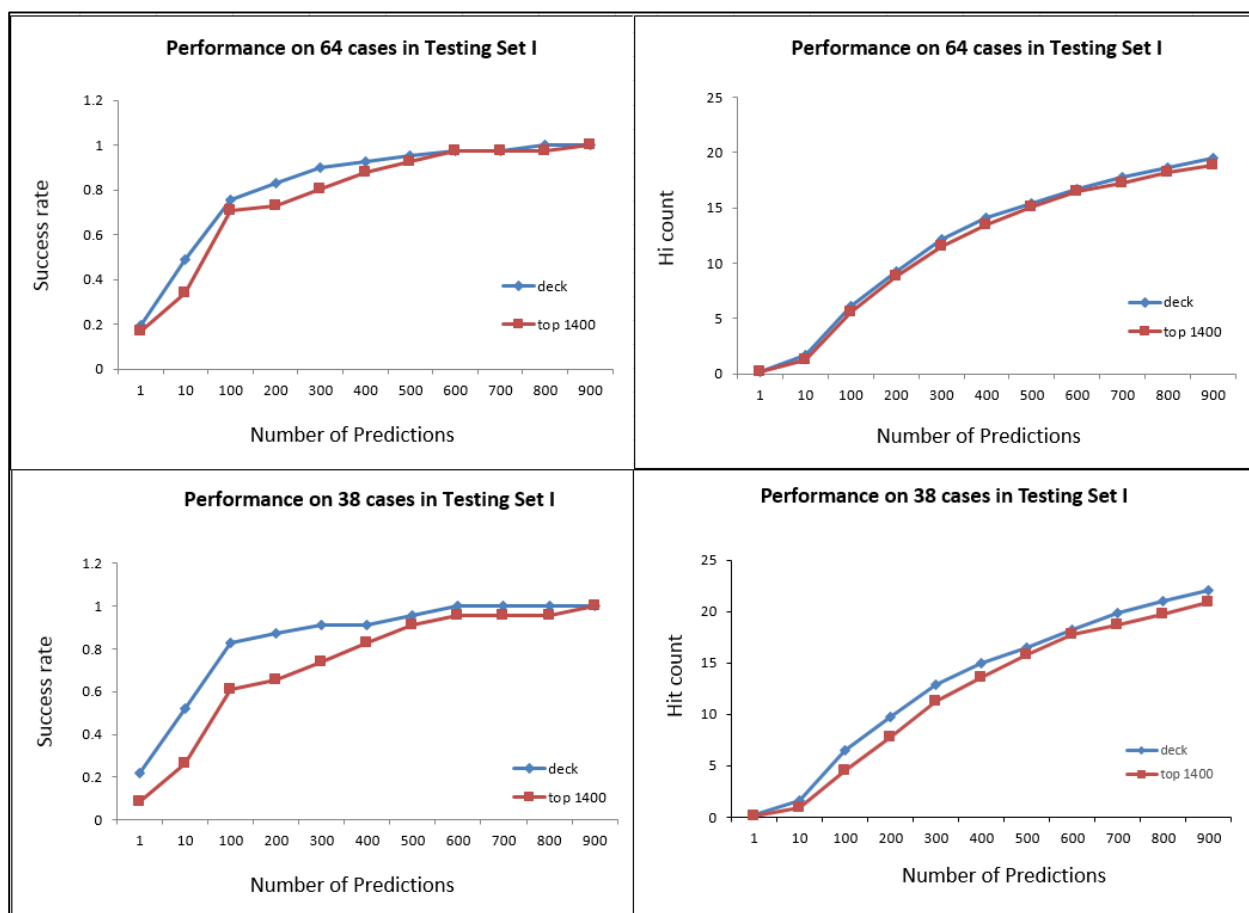 Performance on 64 cases in Testing Set I
Success rate
1.2
1
0.8
0.6
0.4
0.2
0
deck
top 1400
1 10 100 200 300 400 500 600 700 800 900
Number of Predictions
Performance on 64 cases in Testing Set I
Hi count
25
20
15
10
5
0
deck
top 1400
1 10 100 200 300 400 500 600 700 800 900
Number of Predictions
Performance on 38 cases in Testing Set I
Success rate
1.2
1
0.8
0.6
0.4
0.2
0
deck
top 1400
1 10 100 200 300 400 500 600 700 800 900
Number of Predictions
Performance on 38 cases in Testing Set I
Hit count
25
20
15
10
5
0
deck
top 1400
1 10 100 200 300 400 500 600 700 800 900
Number of Predictions